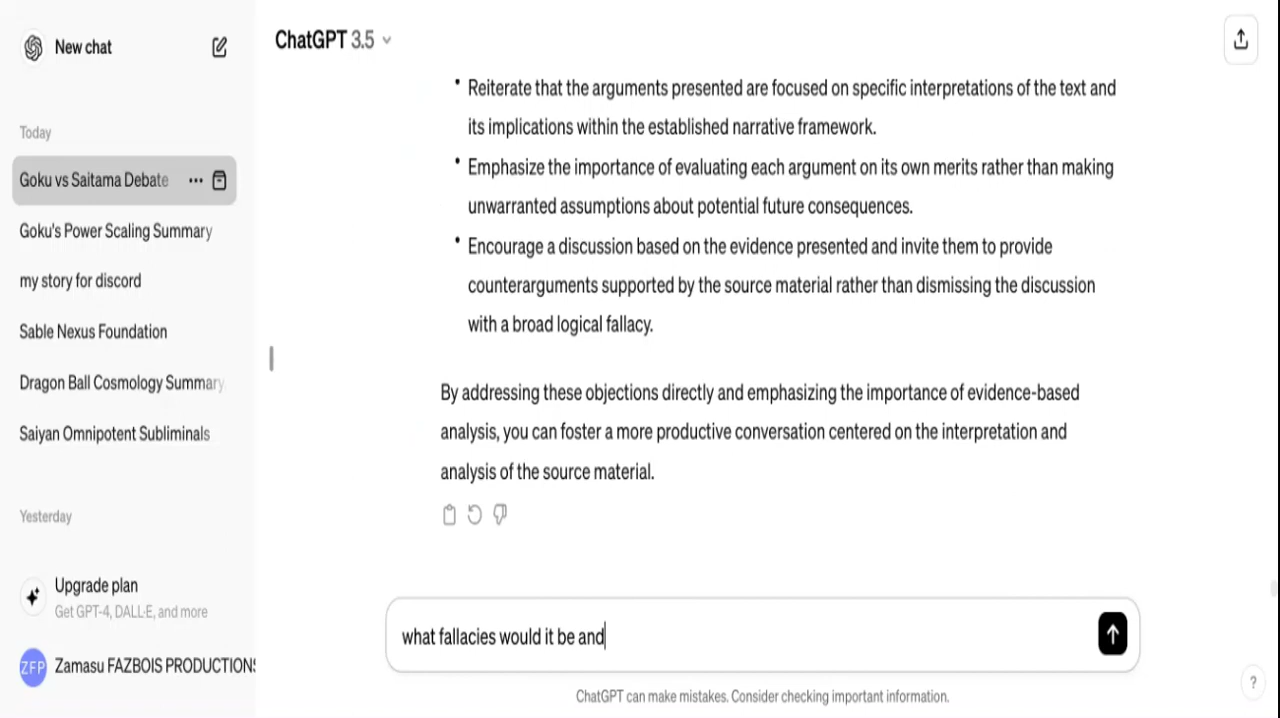 New chat
ChatGPT 3.5
Today
Goku vs Saitama Debate
Goku's Power Scaling Summary
my story for discord
Sable Nexus Foundation
Dragon Ball Cosmology Summary
Saiyan Omnipotent Subliminals
Yesterday
Upgrade plan
Get GPT-4, DALL·E, and more
ZFP
Zamasu FAZBOIS PRODUCTIONS
• Reiterate that the arguments presented are focused on specific interpretations of the text and
its implications within the established narrative framework.
• Emphasize the importance of evaluating each argument on its own merits rather than making
unwarranted assumptions about potential future consequences.
• Encourage a discussion based on the evidence presented and invite them to provide
counterarguments supported by the source material rather than dismissing the discussion
with a broad logical fallacy.
By addressing these objections directly and emphasizing the importance of evidence-based
analysis, you can foster a more productive conversation centered on the interpretation and
analysis of the source material.
what fallacies would it be and
ChatGPT can make mistakes. Consider checking important information.
?